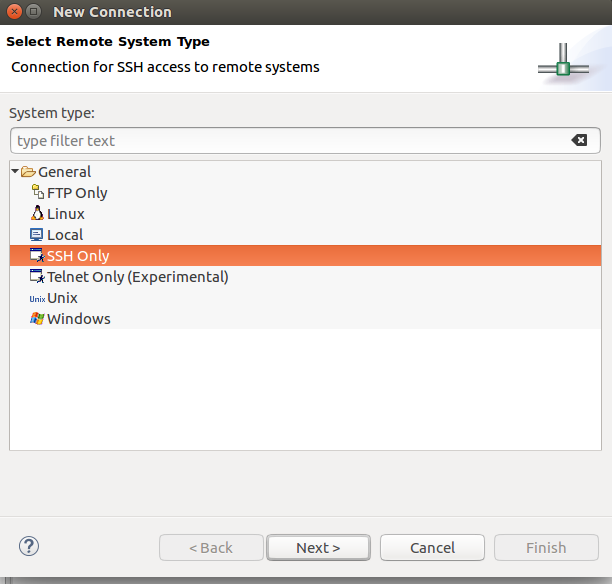 New Connection
Select Remote System Type
Connection for SSH access to remote systems
System type:
type filter text
General
FTP Only
Linux
Local
SSH Only
Telnet Only (Experimental)
Unix Unix
Windows
?
< Back Next > Cancel Finish